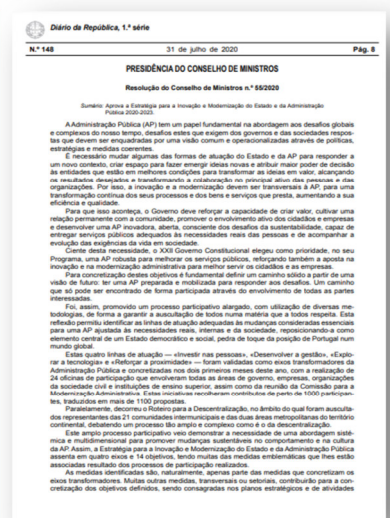 Diário da República, 1.ª série
N.º 148 31 de julho de 2020 Pág. 8
PRESIDÊNCIA DO CONSELHO DE MINISTROS
Resolução do Conselho de Ministros n.º 55/2020
Sumário: Aprova a Estratégia para a Inovação e Modernização do Estado e da Administração
Pública 2020-2023.
A Administração Pública (AP) tem um papel fundamental na abordagem aos desafios globais
e complexos do nosso tempo, desafios estes que exigem dos governos e das sociedades respos-
tas que devem ser enquadradas por uma visão comum e operacionalizadas através de políticas,
estratégias e medidas coerentes.
É necessário mudar algumas das formas de atuação do Estado e da AP para responder a
um novo contexto, criar espaço para fazer emergir ideias novas e atribuir maior poder de decisão
às entidades que estão em melhores condições para transformar as ideias em valor, alcançando
os resultados desejados e transformando a colaboração no principal ativo das pessoas e das
organizações. Por isso, a inovação e a modernização devem ser transversais à AP, para uma
transformação contínua dos seus processos e dos bens e serviços que presta, aumentando a sua
eficiência e qualidade.
Para que isso aconteça, o Governo deve reforçar a capacidade de criar valor, cultivar uma
relação permanente com a comunidade, promover o envolvimento ativo dos cidadãos e empresas
e desenvolver uma AP inovadora, aberta, consciente dos desafios da sustentabilidade, capaz de
entregar serviços públicos adequados às necessidades reais das pessoas e de acompanhar a
evolução das exigências da vida em sociedade.
Ciente desta necessidade, o XXII Governo Constitucional elegeu como prioridade, no seu
Programa, uma AP robusta para melhorar os serviços públicos, reforçando também a aposta na
inovação e na modernização administrativa para melhor servir os cidadãos e as empresas.
Para concretização destes objetivos é fundamental definir um caminho sólido a partir de uma
visão de futuro: ter uma AP preparada e mobilizada para responder aos desafios. Um caminho
que só pode ser encontrado de forma participada através do envolvimento de todas as partes
interessadas.
Foi, assim, promovido um processo participativo alargado, com utilização de diversas me-
todologias, de forma a garantir a auscultação de todos numa matéria que a todos respeita. Esta
reflexão permitiu identificar as linhas de atuação adequadas às mudanças consideradas essenciais
para uma AP ajustada às necessidades reais, internas e da sociedade, reposicionando-a como
elemento central de um Estado democrático e social, pedra de toque da posição de Portugal num
mundo global.
Estas quatro linhas de atuação — «Investir nas pessoas», «Desenvolver a gestão», «Explo-
rar a tecnologia» e «Reforçar a proximidade» — foram validadas como eixos transformadores da
Administração Pública e concretizadas nos dois primeiros meses deste ano, com a realização de
24 oficinas de participação que envolveram todas as áreas de governo, empresas, organizações
da sociedade civil e instituições de ensino superior, assim como da reunião da Comissão para a
Modernização Administrativa. Estas iniciativas recolheram contributos de perto de 1000 participan-
tes, traduzidos em mais de 1100 propostas.
Paralelamente, decorreu o Roteiro para a Descentralização, no âmbito do qual foram ausculta-
dos representantes das 21 comunidades intermunicipais e das duas áreas metropolitanas do território
continental, debatendo um processo tão amplo e complexo como é o da descentralização.
Este amplo processo participativo veio demonstrar a necessidade de uma abordagem sisté-
mica e multidimensional para promover mudanças sustentáveis no comportamento e na cultura
da AP. Assim, a Estratégia para a Inovação e Modernização do Estado e da Administração Pública
assenta em quatro eixos e 14 objetivos, tendo muitas das medidas emblemáticas que lhes estão
associadas resultado dos processos de participação realizados.
As medidas identificadas são, naturalmente, apenas parte das medidas que concretizam os
eixos transformadores. Muitas outras medidas, transversais ou setoriais, contribuirão para a con-
cretização dos objetivos definidos, sendo consagradas nos planos estratégicos e de atividades